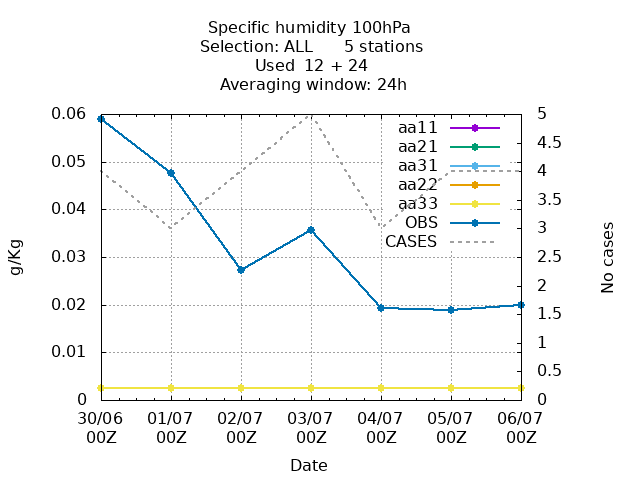 Specific humidity 100hPa
Selection: ALL      5 stations
Used  12 + 24
Averaging window: 24h
aa11
aa21
aa31
aa22
aa33
OBS
CASES
0.06
0.05
0.04
0.03
0.02
0.01
0
g/Kg
5
4.5
4
3.5
3
2.5
2
1.5
1
0.5
0
No cases
30/06 01/07 02/07 03/07 04/07 05/07 06/07
00Z 00Z 00Z 00Z 00Z 00Z 00Z
Date